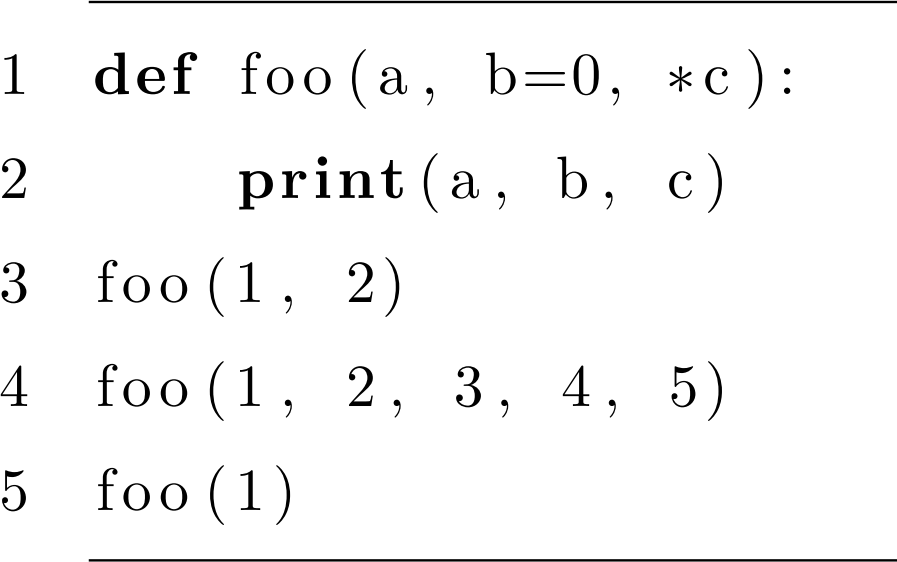 1 def foo(a, b=0, *c):
2     print(a, b, c)
3 foo(1, 2)
4 foo(1, 2, 3, 4, 5)
5 foo(1)